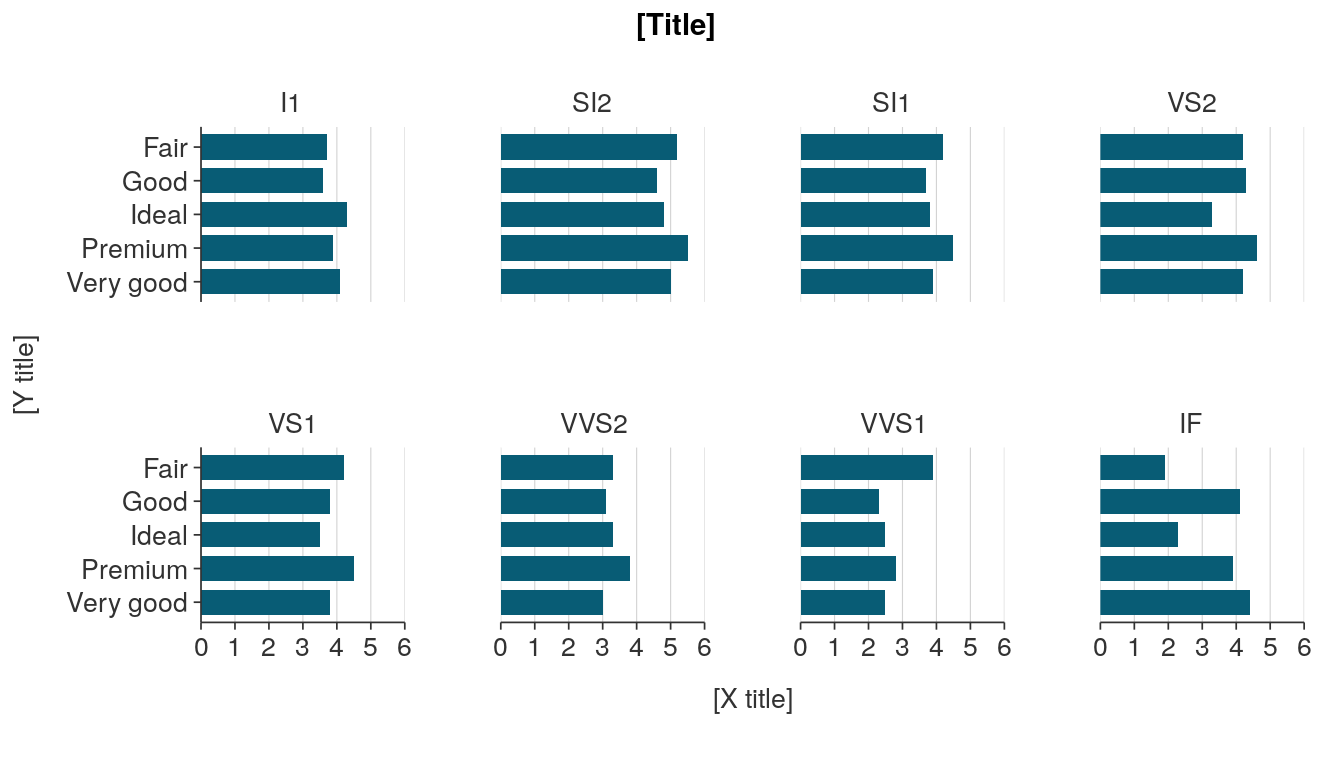 [Title]
I1 SI2 SI1 VS2
Fair
Good
Ideal
Premium
Very good
[Y title]
VS1 VVS2 VVS1 IF
Fair
Good
Ideal
Premium
Very good
0 1 2 3 4 5 6 0 1 2 3 4 5 6 0 1 2 3 4 5 6 0 1 2 3 4 5 6
[X title]